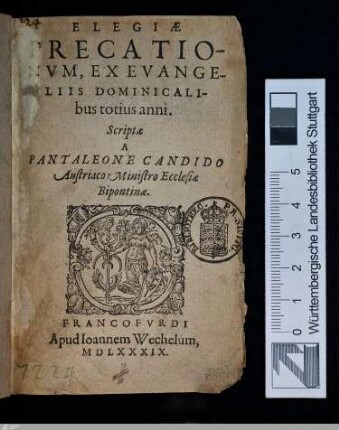 ELEGIÆ
PRECATIO-
NVM, EX EVANGE-
LIIS DOMINICALI-
bus totius anni.
Scriptæ
A
PANTALEONE CANDIDO
Austriaco Ministro Ecclesiæ
Bipontinæ.
FRANCOFVRDI
Apud Ioannem Wechelum,
MDLXXXIX.
0 1 2 3 4 5
Württembergische Landesbibliothek Stuttgart